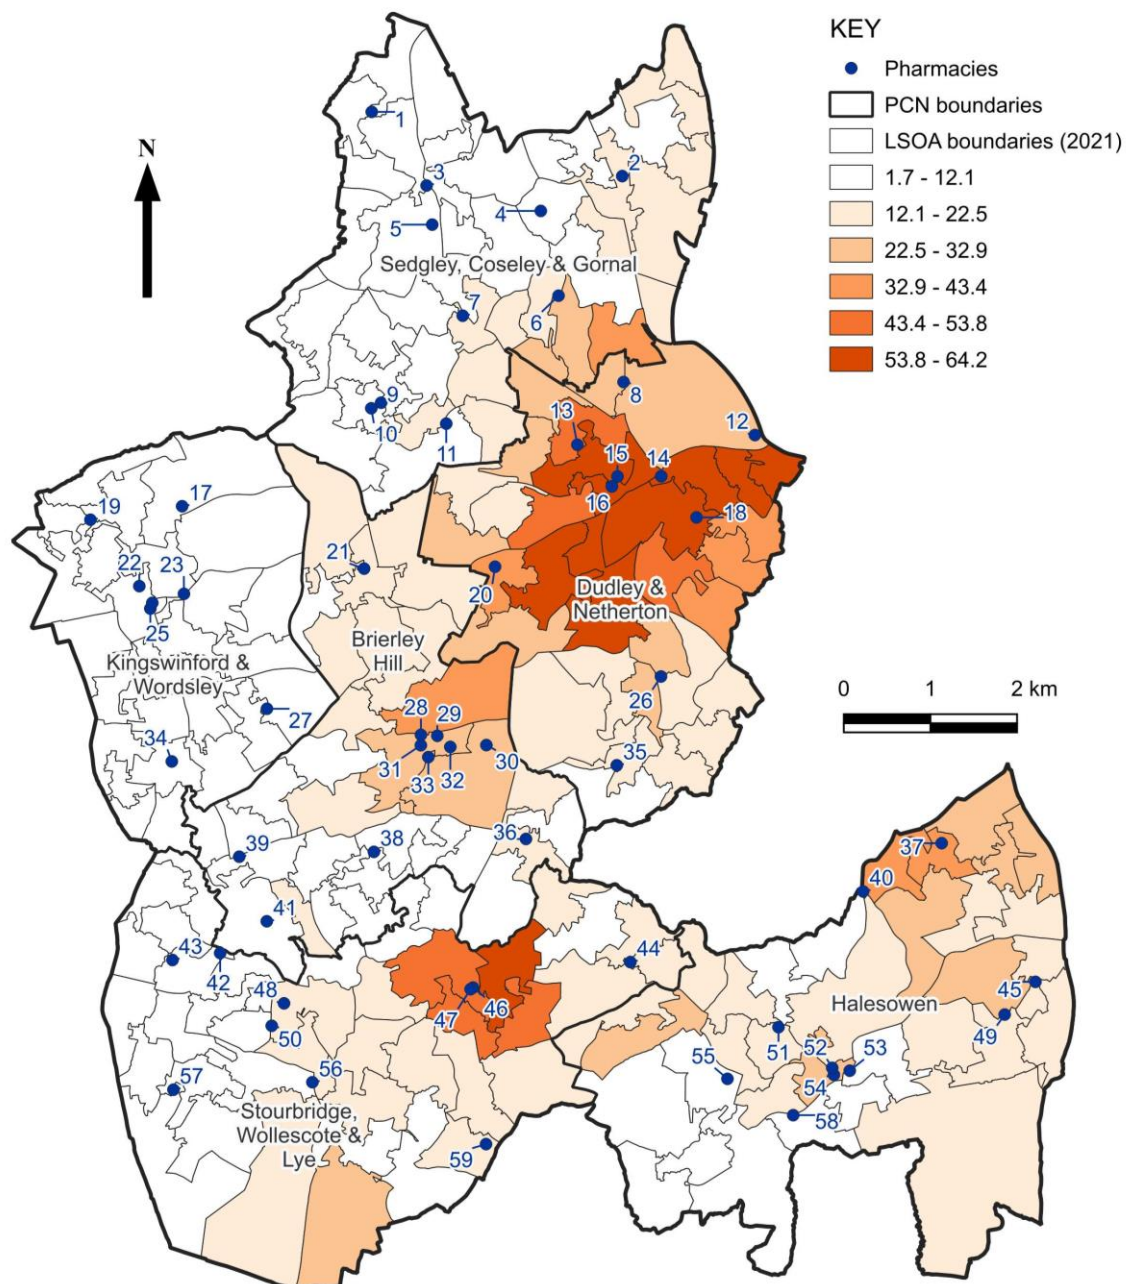 KEY
Pharmacies
PCN boundaries
LSOA boundaries (2021)
1.7 - 12.1
12.1 - 22.5
22.5 - 32.9
32.9 - 43.4
43.4 - 53.8
53.8 - 64.2
N
1
2
3
4
5
Sedgley, Coseley & Gornal
6
7
8
9
10
11
12
13
14
15
16
17
18
19
20
21
22
23
25
Dudley &
Netherton
Brierley
Hill
Kingswinford &
Wordsley
26
27
0 1 2 km
28
29
30
31
32
33
34
35
36
37
38
39
40
41
42
43
44
45
46
47
48
49
50
Halesowen
51
52
53
54
55
56
57
58
Stourbridge,
Wollescote &
Lye
59